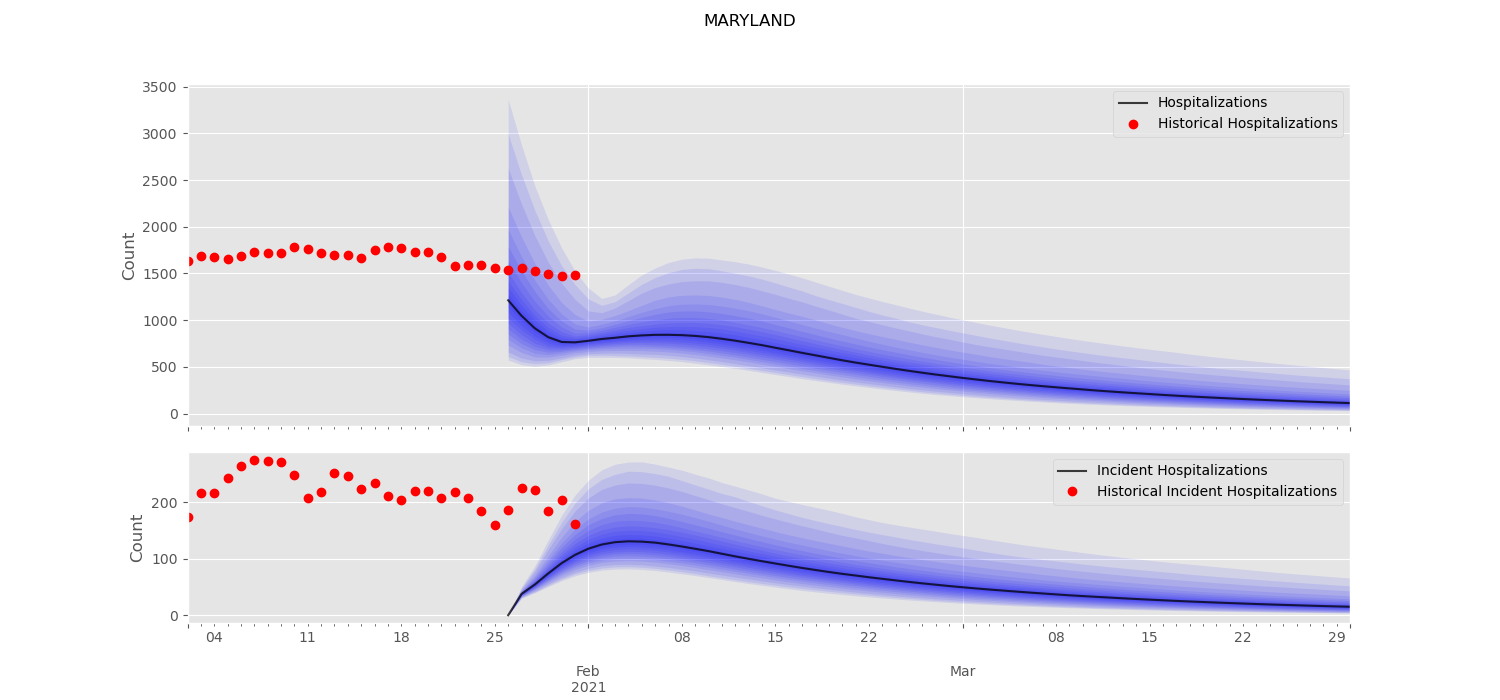 MARYLAND
3500
3000
2500
2000
1500
1000
500
0
Count
Hospitalizations
Historical Hospitalizations
200
100
0
Count
Incident Hospitalizations
Historical Incident Hospitalizations
04 11 18 25 08 15 22 08 15 22 29
Feb Mar
2021